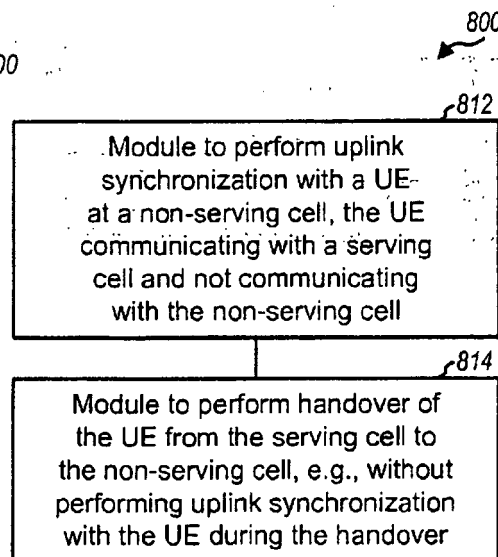 800
00
812
Module to perform uplink
synchronization with a UE
at a non-serving cell, the UE
communicating with a serving
cell and not communicating
with the non-serving cell
814
Module to perform handover of
the UE from the serving cell to
the non-serving cell, e.g., without
performing uplink synchronization
with the UE during the handover